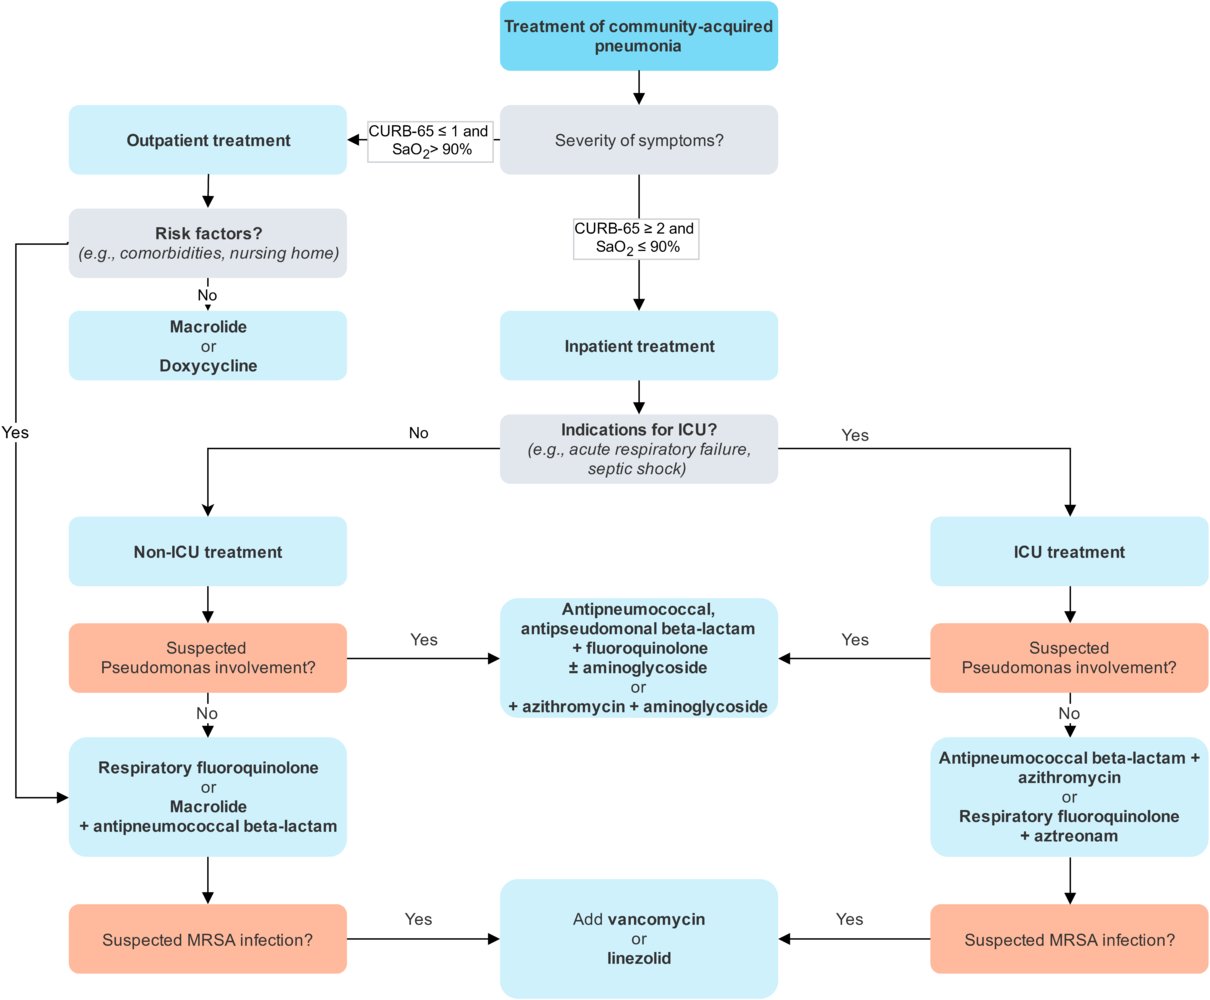 Treatment of community-acquired
pneumonia
Outpatient treatment
CURB-65 ≤ 1 and
SaO2> 90%
Severity of symptoms?
Risk factors?
(e.g., comorbidities, nursing home)
CURB-65 ≥ 2 and
SaO2 ≤ 90%
No
Macrolide
or
Doxycycline
Inpatient treatment
Yes
No
Indications for ICU?
(e.g., acute respiratory failure,
septic shock)
Yes
Non-ICU treatment
ICU treatment
Suspected
Pseudomonas involvement?
Yes
Antipneumococcal,
antipseudomonal beta-lactam
+ fluoroquinolone
± aminoglycoside
or
+ azithromycin + aminoglycoside
Yes
Suspected
Pseudomonas involvement?
No
No
Respiratory fluoroquinolone
or
Macrolide
+ antipneumococcal beta-lactam
Antipneumococcal beta-lactam +
azithromycin
or
Respiratory fluoroquinolone
+ aztreonam
Suspected MRSA infection?
Yes
Add vancomycin
or
linezolid
Yes
Suspected MRSA infection?